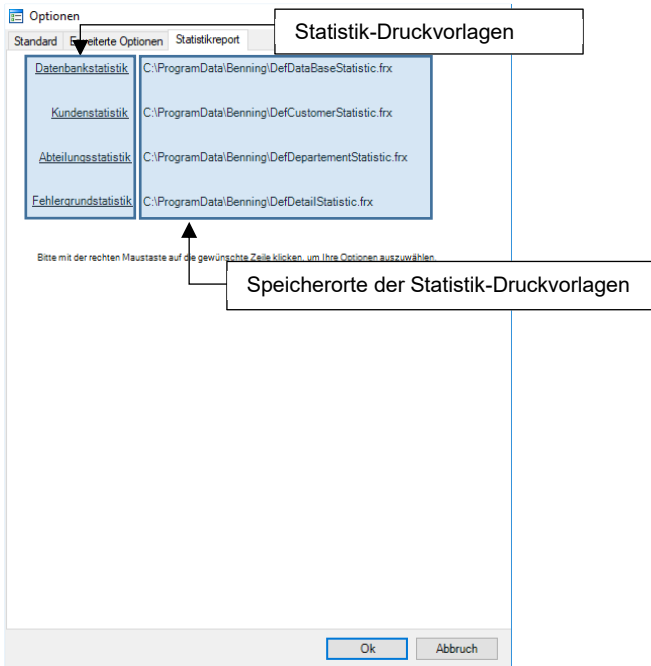 Optionen
Statistik-Druckvorlagen
Standard Erweiterte Optionen Statistikreport
Datenbankstatistik C:\ProgramData\Benning\DefDataBaseStatistic.frx
Kundenstatistik C:\ProgramData\Benning\DefCustomerStatistic.frx
Abteilungsstatistik C:\ProgramData\Benning\DefDepartementStatistic.frx
Fehlergrundstatistik C:\ProgramData\Benning\DefDetailStatistic.frx
Bitte mit der rechten Maustaste auf die gewünschte Zeile klicken, um Ihre Optionen auszuwählen.
Speicherorte der Statistik-Druckvorlagen
Ok Abbruch